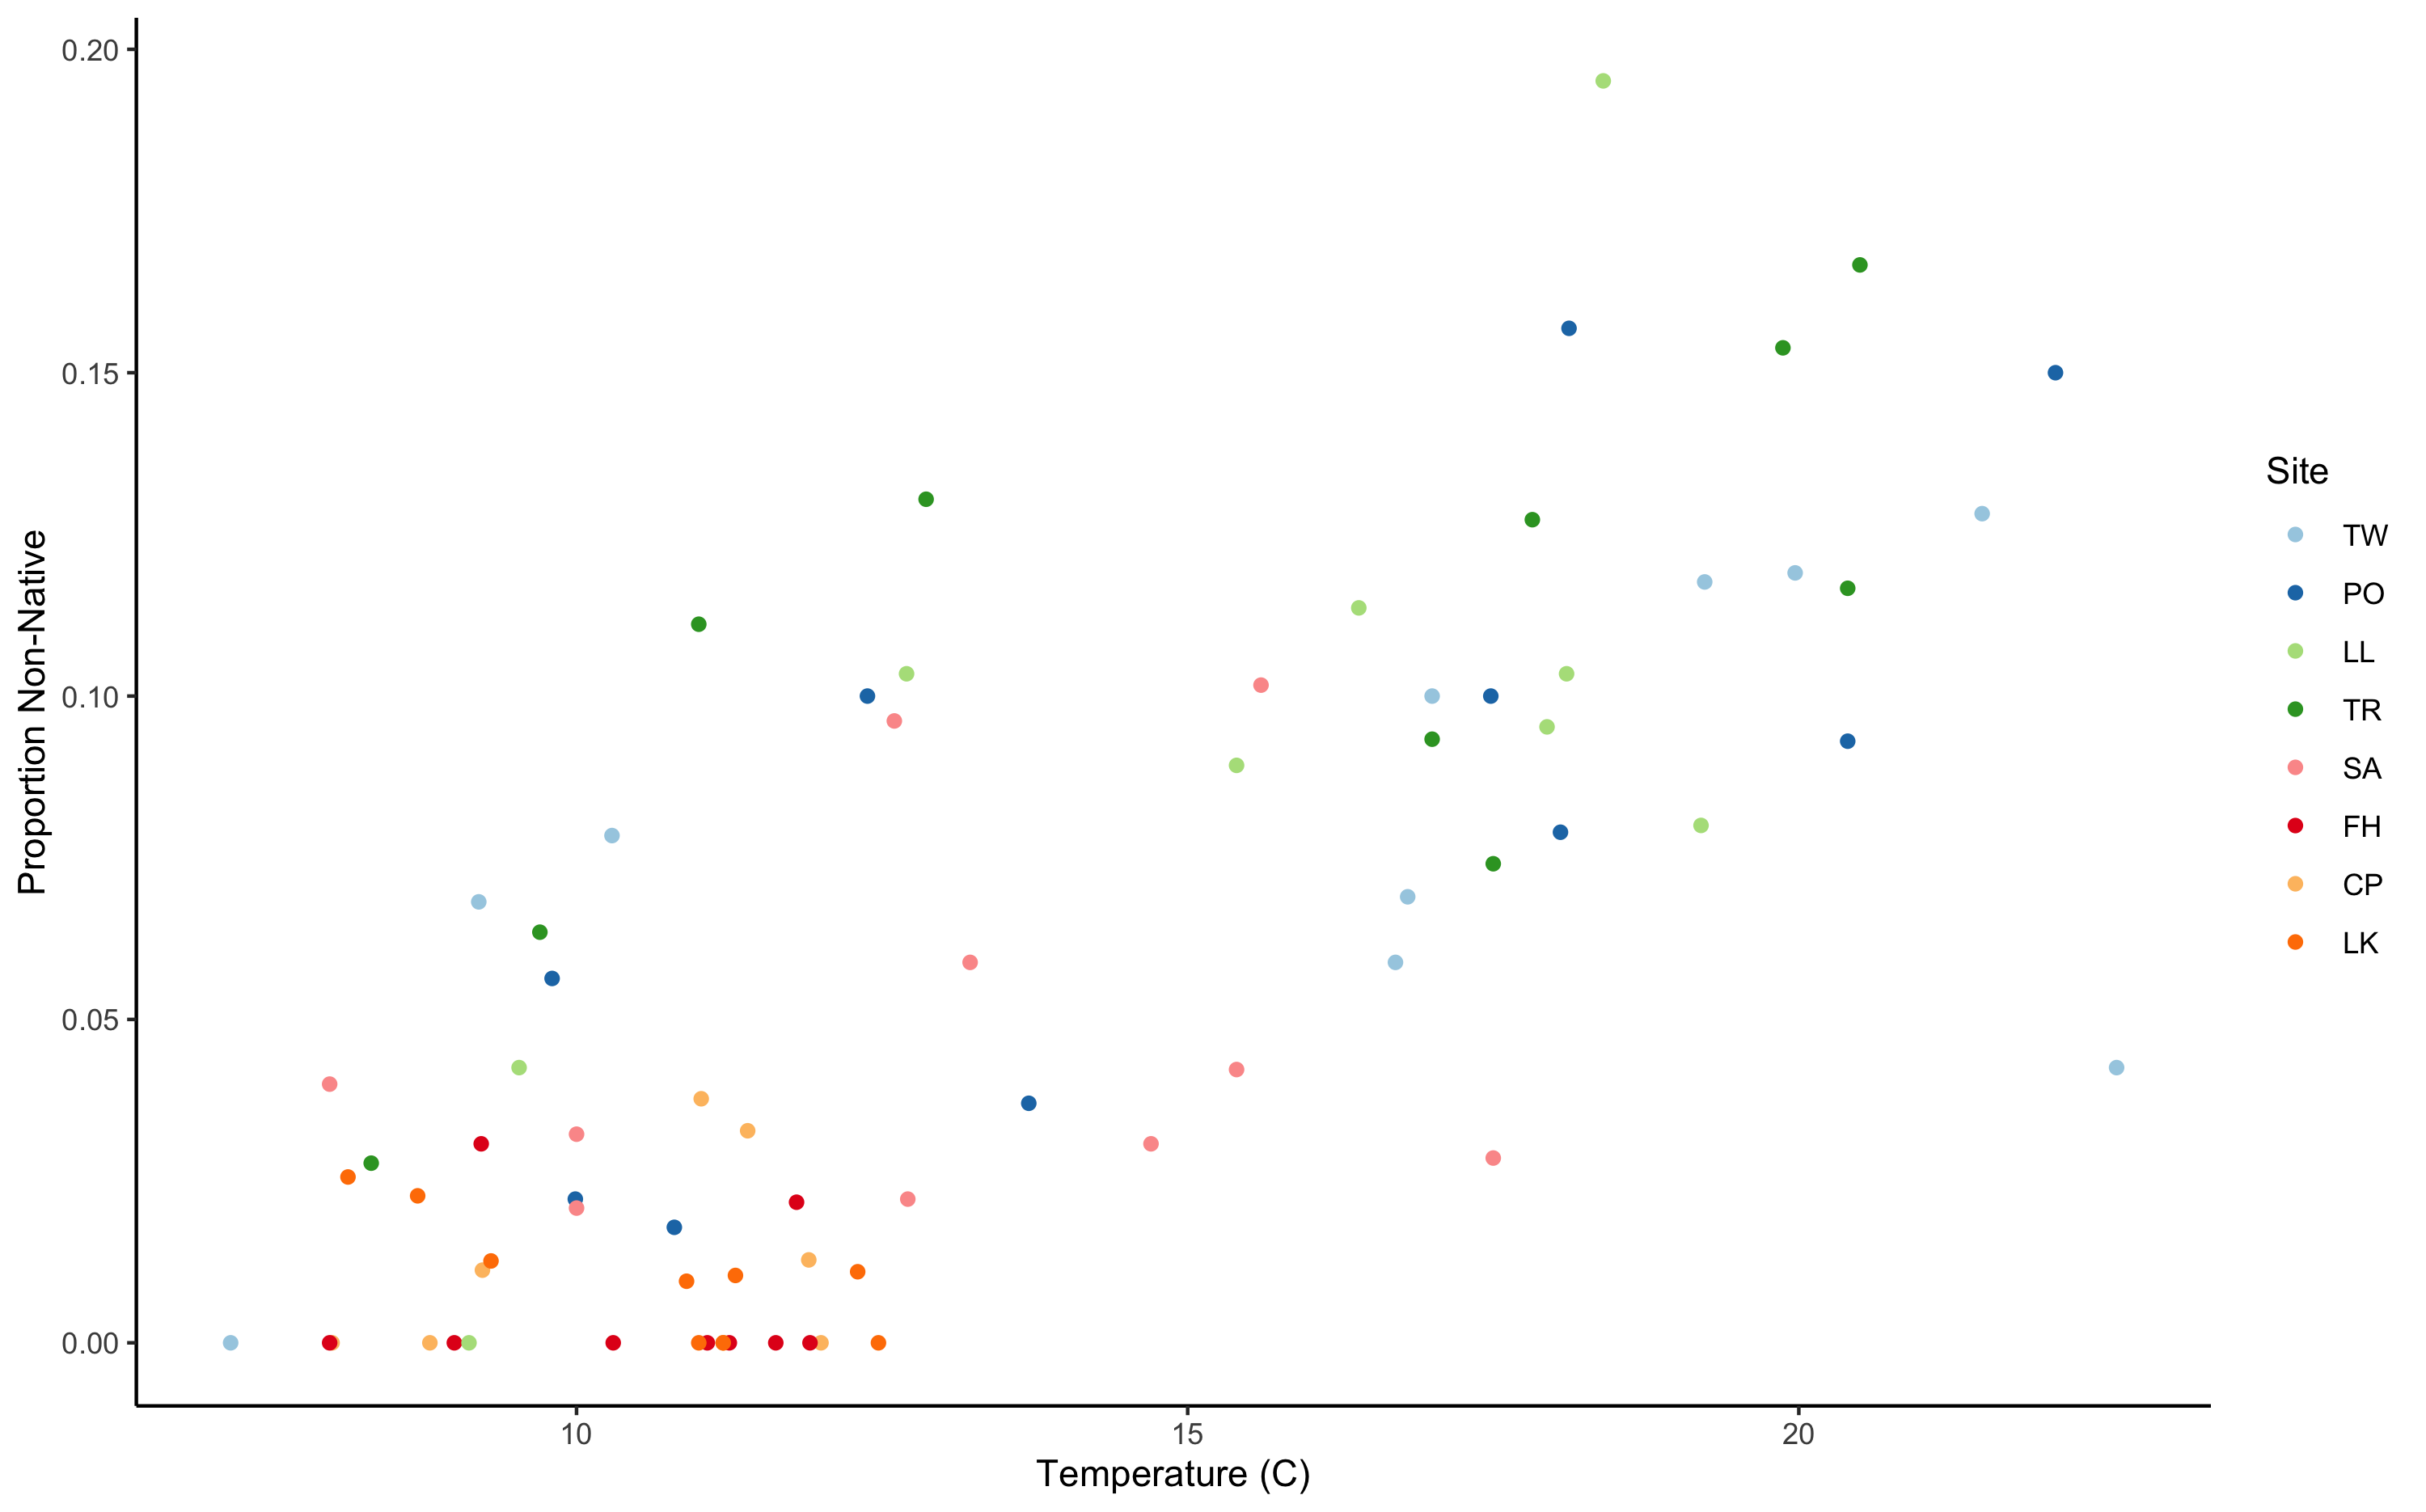 0.20
0.15
0.10
0.05
0.00
Proportion Non-Native
10
15
20
Temperature (C)
Site
TW
PO
LL
TR
SA
FH
CP
LK